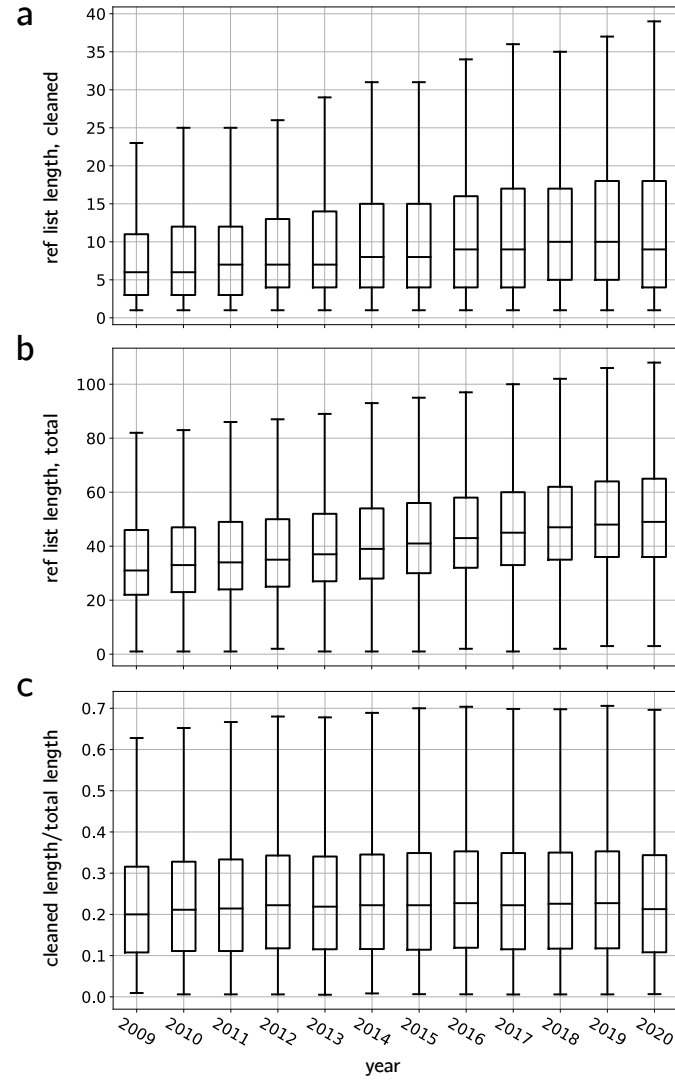 a
ref list length, cleaned
40
35
30
25
20
15
10
5
0
b
ref list length, total
100
80
60
40
20
0
c
cleaned length/total length
0.7
0.6
0.5
0.4
0.3
0.2
0.1
0.0
2009 2010 2011 2012 2013 2014 2015 2016 2017 2018 2019 2020
year